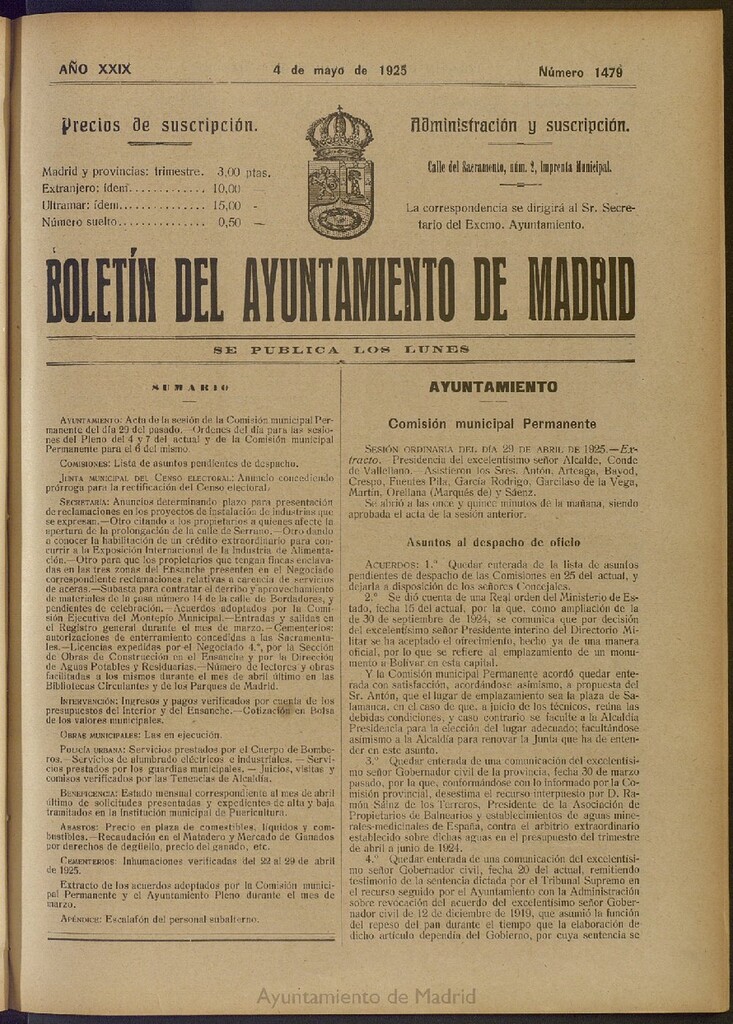 AÑO XXIX
4 de mayo de 1925
Número 1479
Precios de suscripción.
Madrid y provincias: trimestre. 3,00 ptas.
Extranjero: ídem............. 10,00 —
Ultramar: ídem.............. 15,00 -
Número suelto.............. 0,50 —
Administración y suscripción.
Calle del Sacramento, núm. 2, Imprenta Municipal.
La correspondencia se dirigirá al Sr. Secre-
tario del Excmo. Ayuntamiento.
BOLETÍN DEL AYUNTAMIENTO DE MADRID
SE PUBLICA LOS LUNES
SUMARIO
AYUNTAMIENTO: Acta de la sesión de la Comisión municipal Per-
manente del día 29 del pasado.—Ordenes del día para las sesio-
nes del Pleno del 4 y 7 del actual y de la Comisión municipal
Permanente para el 6 del mismo.
COMISIONES: Lista de asuntos pendientes de despacho.
JUNTA MUNICIPAL DEL CENSO ELECTORAL: Anuncio concediendo
prórroga para la rectificación del Censo electoral.
SECRETARÍA: Anuncios determinando plazo para presentación
de reclamaciones en los proyectos de instalación de industrias que
se expresan.—Otro citando a los propietarios a quienes afecte la
apertura de la prolongación de la calle de Serrano.—Otro dando
a conocer la habilitación de un crédito extraordinario para con-
currir a la Exposición Internacional de la Industria de Alimenta-
ción.—Otro para que los propietarios que tengan fincas enclava-
das en las tres zonas del Ensanche presenten en el Negociado
correspondiente reclamaciones relativas a carencia de servicios
de aceras.—Subasta para contratar el derribo y aprovechamiento
de materiales de la casa número 14 de la calle de Bordadores, y
pendientes de celebración.—Acuerdos adoptados por la Comi-
sión Ejecutiva del Montepío Municipal.—Entradas y salidas en
el Registro general durante el mes de marzo.—Cementerios:
autorizaciones de enterramiento concedidas a las Sacramenta-
les.—Licencias expedidas por el Negociado 4.°, por la Sección
de Obras de Construcción en el Ensanche y por la Dirección
de Aguas Potables y Residuarias.—Número de lectores y obras
facilitadas a los mismos durante el mes de abril último en las
Bibliotecas Circulantes y de los Parques de Madrid.
INTERVENCIÓN: Ingresos y pagos verificados por cuenta de los
presupuestos del Interior y del Ensanche.—Cotización en Bolsa
de los valores municipales.
OBRAS MUNICIPALES: Las en ejecución.
POLICÍA URBANA: Servicios prestados por el Cuerpo de Bombe-
ros.—Servicios de alumbrado eléctricos e industriales. — Servi-
cios prestados por los guardias municipales. — Juicios, visitas y
comisos verificados por las Tenencias de Alcaldía.
BENEFICENCIA: Estado mensual correspondiente al mes de abril
último de solicitudes presentadas y expedientes de alta y baja
tramitados en la Institución municipal de Puericultura.
ABASTOS: Precio en plaza de comestibles, líquidos y com-
bustibles.—Recaudación en el Matadero y Mercado de Ganados
por derechos de degüello, precio del ganado, etc.
CEMENTERIOS: Inhumaciones verificadas del 22 al 29 de abril
de 1925.
Extracto de los acuerdos adoptados por la Comisión munici-
pal Permanente y el Ayuntamiento Pleno durante el mes de
marzo.
APÉNDICE: Escalafón del personal subalterno.
AYUNTAMIENTO
Comisión municipal Permanente
SESIÓN ORDINARIA DEL DÍA 29 DE ABRIL DE 1925.—Ex-
tracto.—Presidencia del excelentísimo señor Alcalde, Conde
de Vallellano.—Asistieron los Sres. Antón, Arteaga, Bayod,
Crespo, Fuentes Pila, García Rodrigo, Garcilaso de la Vega,
Martín, Orellana (Marqués de) y Sáenz.
Se abrió a las once y quince minutos de la mañana, siendo
aprobada el acta de la sesión anterior.
Asuntos al despacho de oficio
ACUERDOS: 1.° Quedar enterada de la lista de asuntos
pendientes de despacho de las Comisiones en 25 del actual, y
dejarla a disposición de los señores Concejales.
2.° Se dió cuenta de una Real orden del Ministerio de Es-
tado, fecha 15 del actual, por la que, como ampliación de la
de 30 de septiembre de 1924, se comunica que por decisión
del excelentísimo señor Presidente interino del Directorio Mili-
tar se ha aceptado el ofrecimiento, hecho ya de una manera
oficial, por lo que se refiere al emplazamiento de un monumen-
to a Bolívar en esta capital.
Y la Comisión municipal Permanente acordó quedar ente-
rada con satisfacción, acordándose asimismo, a propuesta del
Sr. Antón, que el lugar de emplazamiento sea la plaza de Sa-
lamanca, en el caso de que, a juicio de los técnicos, reúna las
debidas condiciones, y caso contrario se faculte a la Alcaldía
Presidencia para la elección del lugar adecuado; facultándose
asimismo a la Alcaldía para renovar la Junta que ha de enten-
der en este asunto.
3.° Quedar enterada de una comunicación del excelentísi-
mo señor Gobernador civil de la provincia, fecha 30 de marzo
pasado, por la que, conformándose con lo informado por la Co-
misión provincial, desestima el recurso interpuesto por D. Ra-
món Sáinz de los Terreros, Presidente de la Asociación de
Propietarios de Balnearios y establecimientos de aguas mine-
rales-medicinales de España, contra el arbitrio extraordinario
establecido sobre dichas aguas en el presupuesto del trimestre
de abril a junio de 1924.
4.° Quedar enterada de una comunicación del excelentísi-
mo señor Gobernador civil, fecha 20 del actual, remitiendo
testimonio de la sentencia dictada por el Tribunal Supremo en
el recurso seguido por el Ayuntamiento con la Administración
sobre revocación del acuerdo del excelentísimo señor Gober-
nador civil de 12 de diciembre de 1919, que asumió la función
del repeso del pan durante el tiempo que la elaboración de
dicho artículo dependía del Gobierno, por cuya sentencia se
Ayuntamiento de Madrid